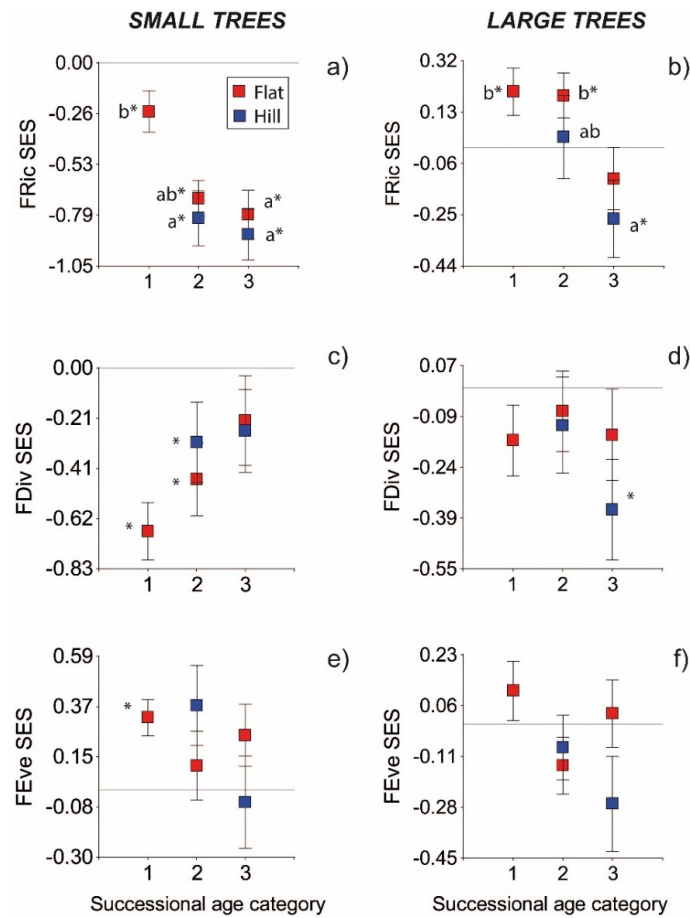 SMALL TREES
LARGE TREES
a)
0.00
-0.26
-0.53
-0.79
-1.05
FRic SES
Flat
Hill
b*
ab*
a*
a*
a*
1 2 3
b)
0.32
0.13
-0.06
-0.25
-0.44
FRic SES
b*
b*
ab
a*
1 2 3
c)
0.00
-0.21
-0.41
-0.62
-0.83
FDiv SES
*
*
*
1 2 3
d)
0.07
-0.09
-0.24
-0.39
-0.55
FDiv SES
*
1 2 3
e)
0.59
0.37
0.15
-0.08
-0.30
FEve SES
*
1 2 3
Successional age category
f)
0.23
0.06
-0.11
-0.28
-0.45
FEve SES
1 2 3
Successional age category